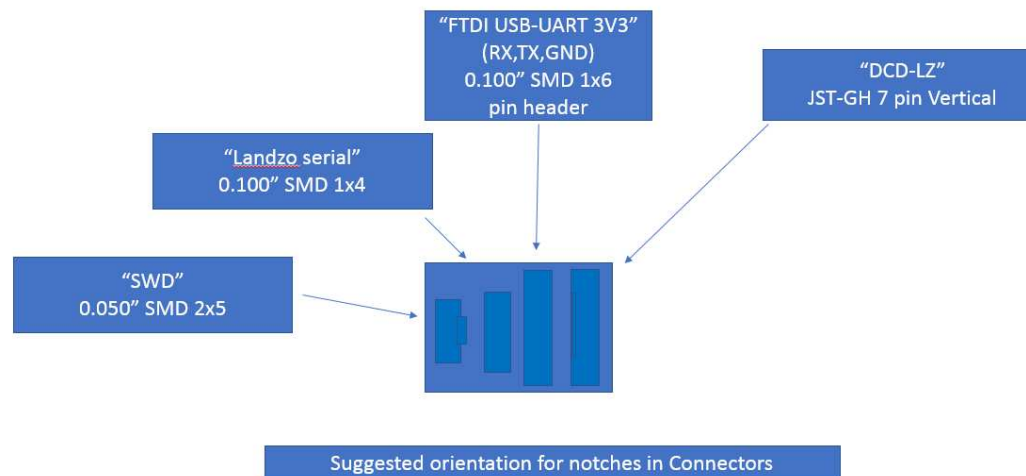 “FTDI USB-UART 3V3”
(RX,TX,GND)
0.100” SMD 1x6
pin header
“DCD-LZ”
JST-GH 7 pin Vertical
“Landzo serial”
0.100” SMD 1x4
“SWD”
0.050” SMD 2x5
Suggested orientation for notches in Connectors